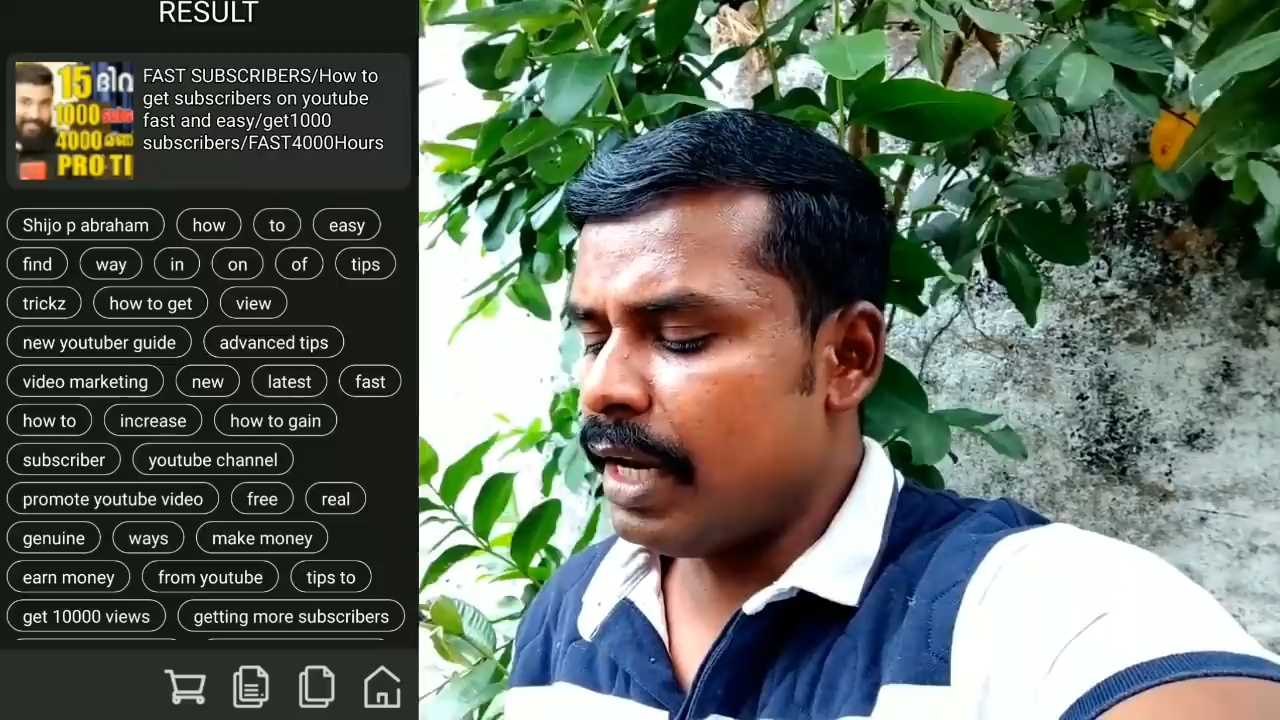 RESULT
15 ദിവ
1000 SUBS
4000
PRO TI
FAST SUBSCRIBERS/How to
get subscribers on youtube
fast and easy/get1000
subscribers/FAST4000Hours
Shijo p abraham how to easy
find way in on of tips
trickz how to get view
new youtuber guide advanced tips
video marketing new latest fast
how to increase how to gain
subscriber youtube channel
promote youtube video free real
genuine ways make money
earn money from youtube tips to
get 10000 views getting more subscribers